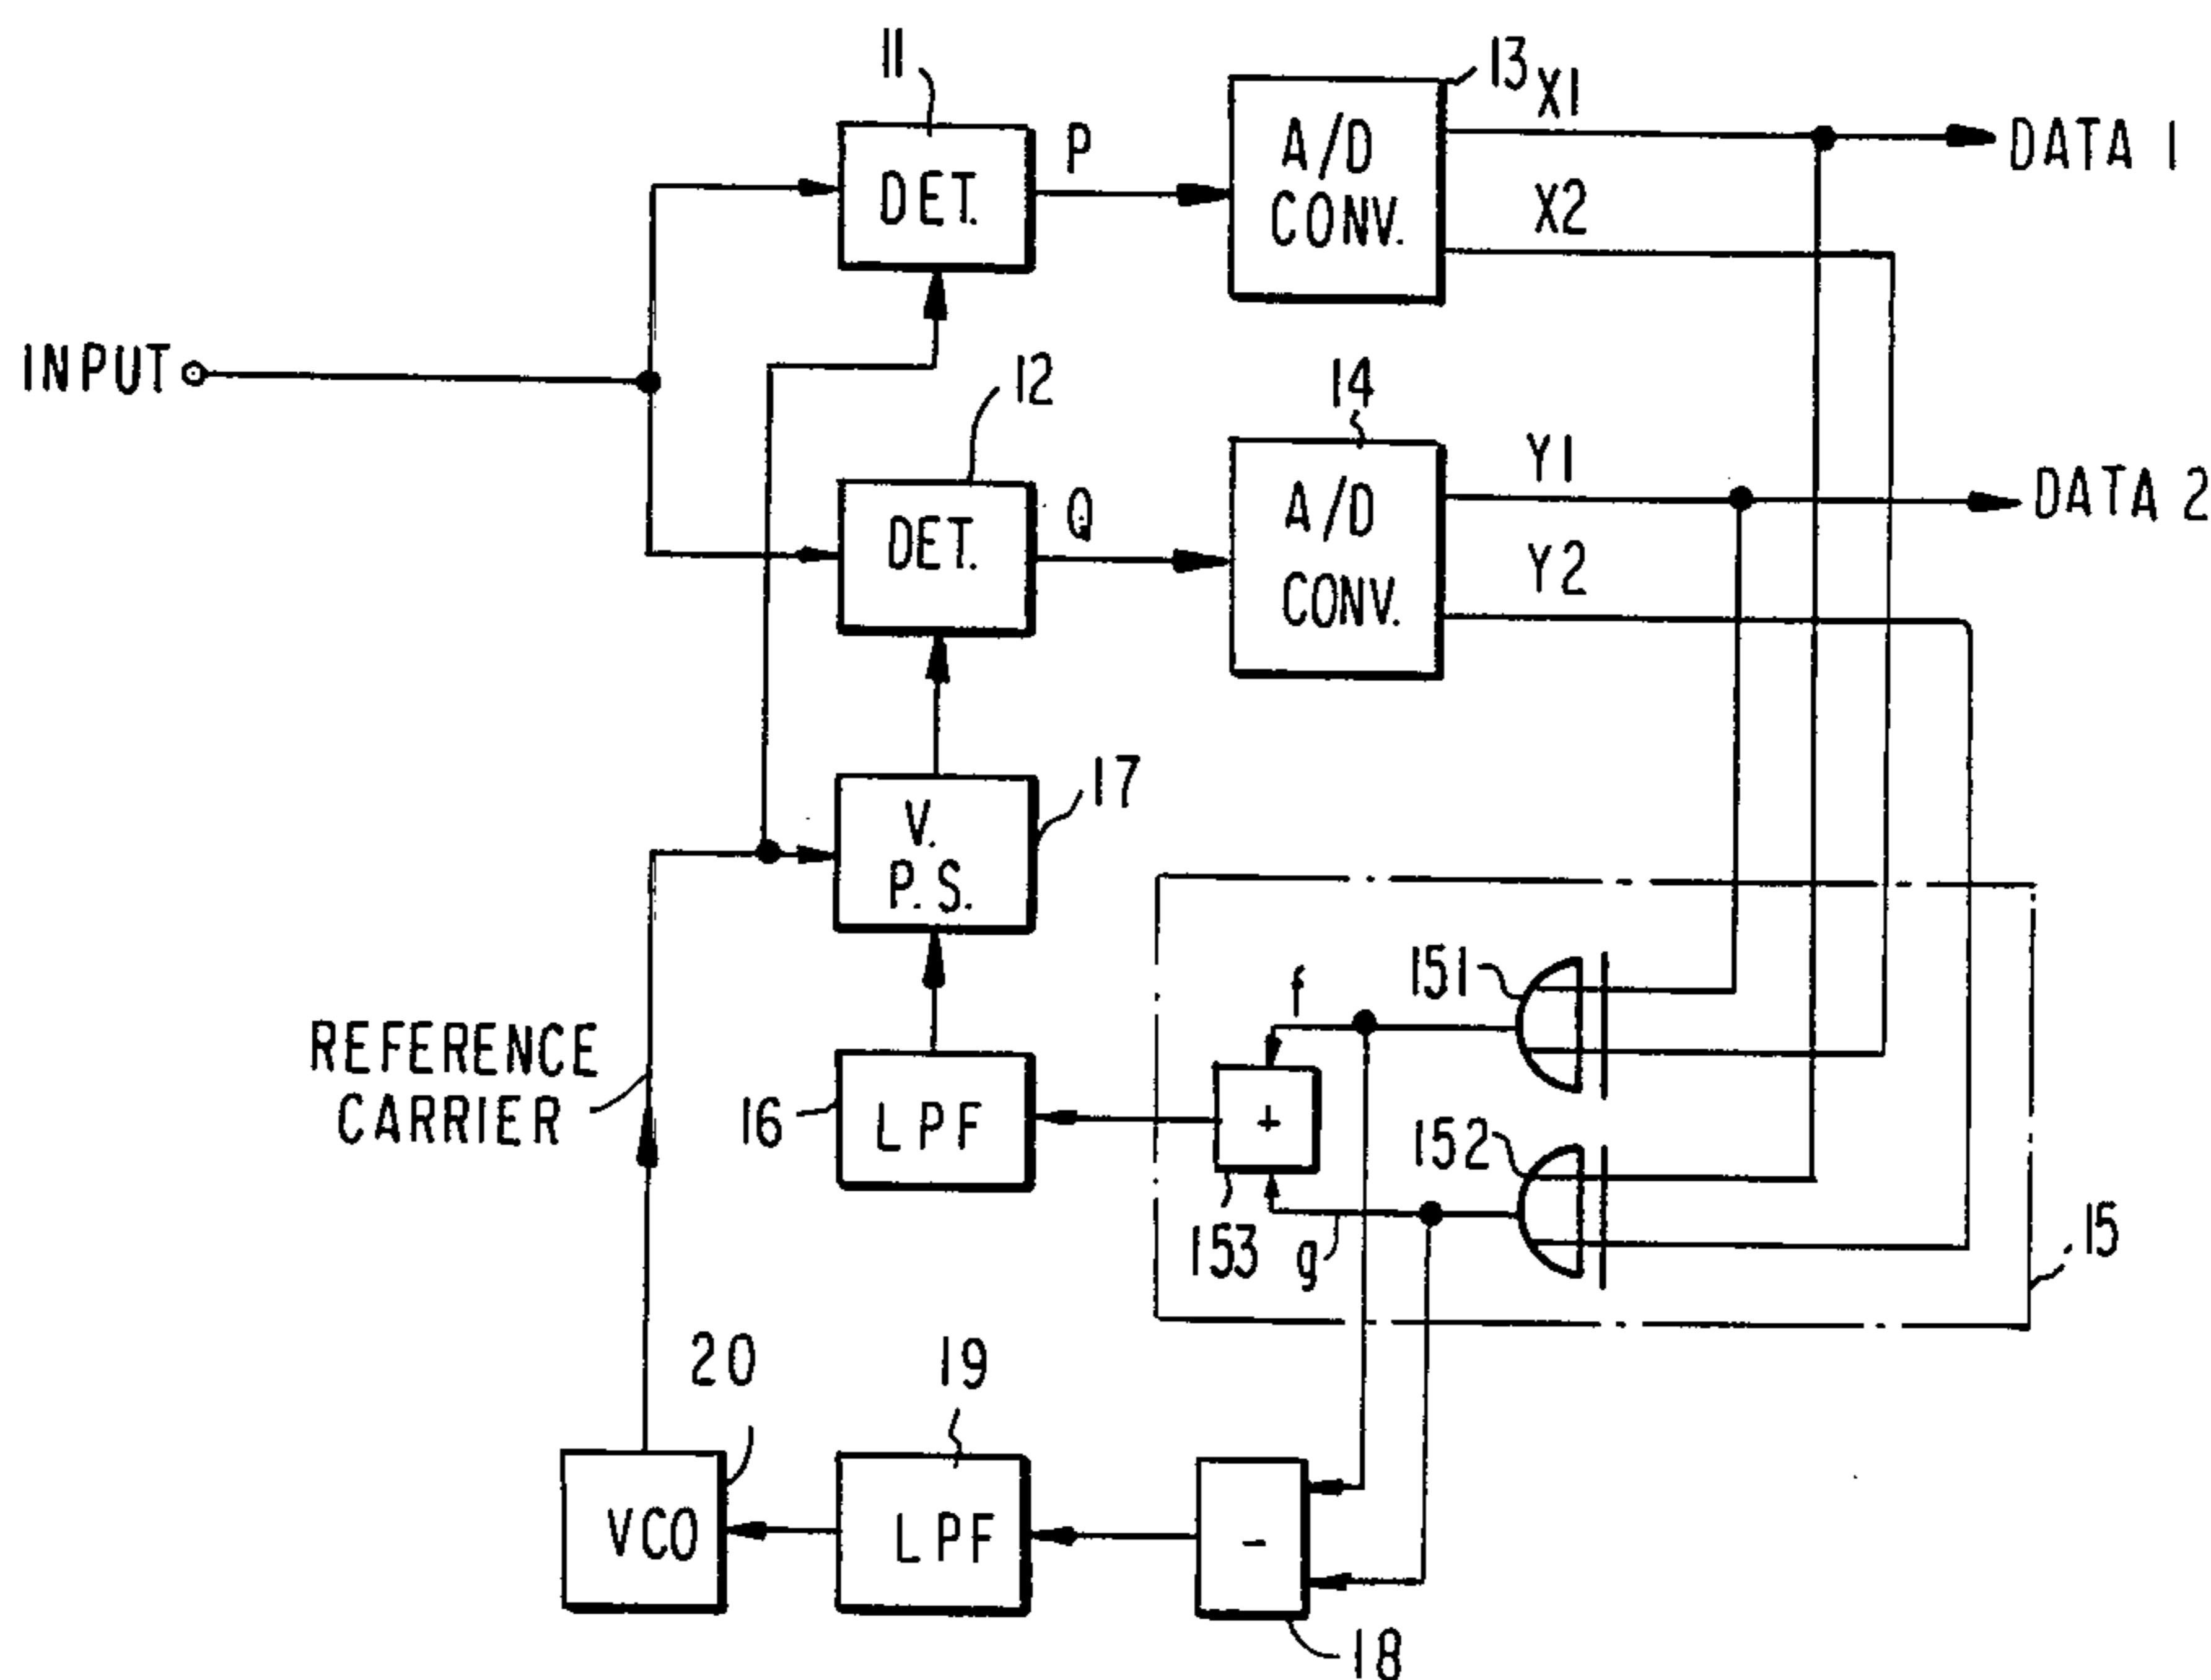 11
13
X1
DET.
P
A/D
CONV.
X2
DATA 1
INPUT
12
14
DET.
Q
A/D
CONV.
Y1
Y2
DATA 2
V.
P.S.
17
REFERENCE
CARRIER
16
LPF
f
151
+
152
153
g
15
20
19
VCO
LPF
-
18